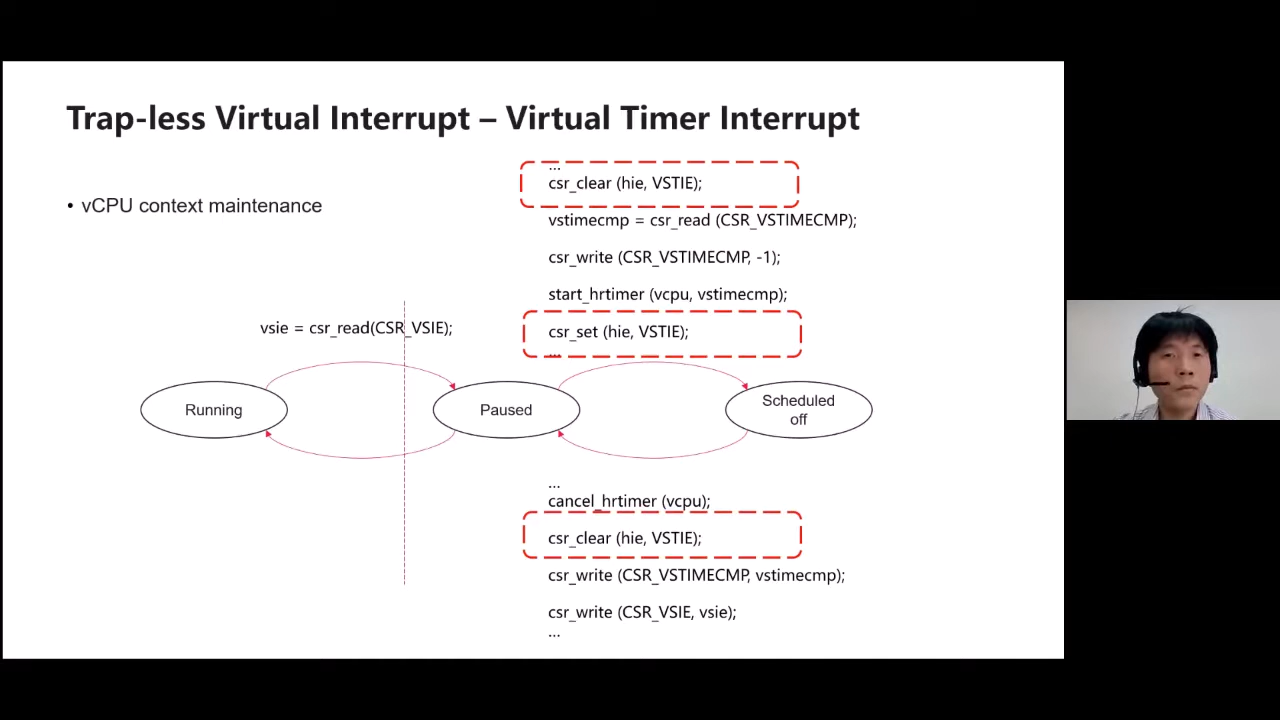 Trap-less Virtual Interrupt – Virtual Timer Interrupt
• vCPU context maintenance
...
csr_clear (hie, VSTIE);
vstimecmp = csr_read (CSR_VSTIMECMP);
csr_write (CSR_VSTIMECMP, -1);
start_hrtimer (vcpu, vstimecmp);
vsie = csr_read(CSR_VSIE);
csr_set (hie, VSTIE);
...
Running
Paused
Scheduled
off
...
cancel_hrtimer (vcpu);
csr_clear (hie, VSTIE);
csr_write (CSR_VSTIMECMP, vstimecmp);
csr_write (CSR_VSIE, vsie);
...